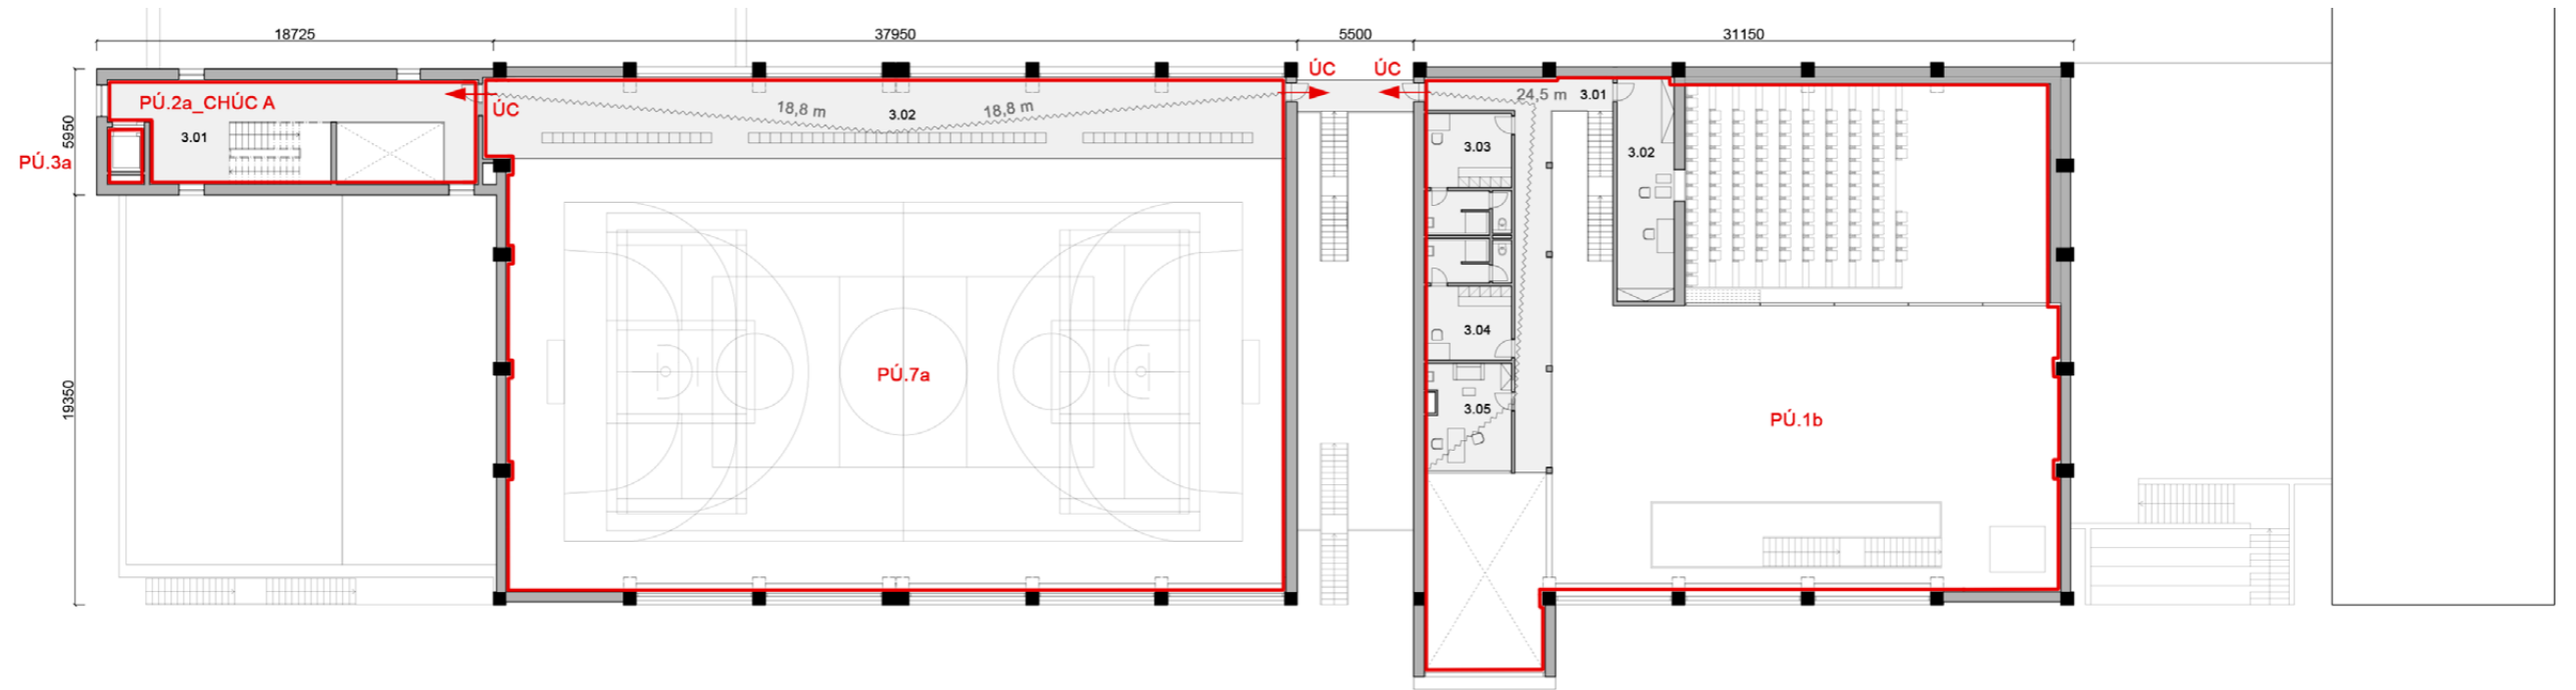 18725
37950
5500
31150
ÚC
ÚC
PÚ.2a_CHÚC A
ÚC
18,8 m
3.02
18,8 m
24,5 m
3.01
5950
3.01
PÚ.3a
3.03
3.02
3.04
PÚ.7a
19350
3.05
PÚ.1b